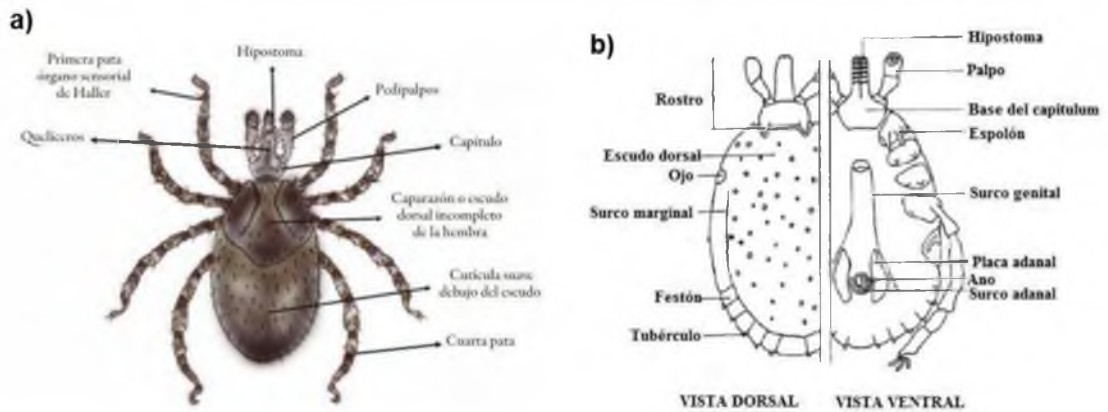 a)
Hipostoma
Primera pata
órgano sensorial
de Haller
Pedipalpos
Quelíceros
Capítulo
Caparazón o escudo
dorsal incompleto
de la hembra
Cutícula suave
debajo del escudo
Cuarta pata
b)
Hipostoma
Palpo
Rostro
Base del capitulum
Espolón
Escudo dorsal
Ojo
Surco genital
Surco marginal
Placa adanal
Ano
Surco adanal
Festón
Tubérculo
VISTA DORSAL
VISTA VENTRAL